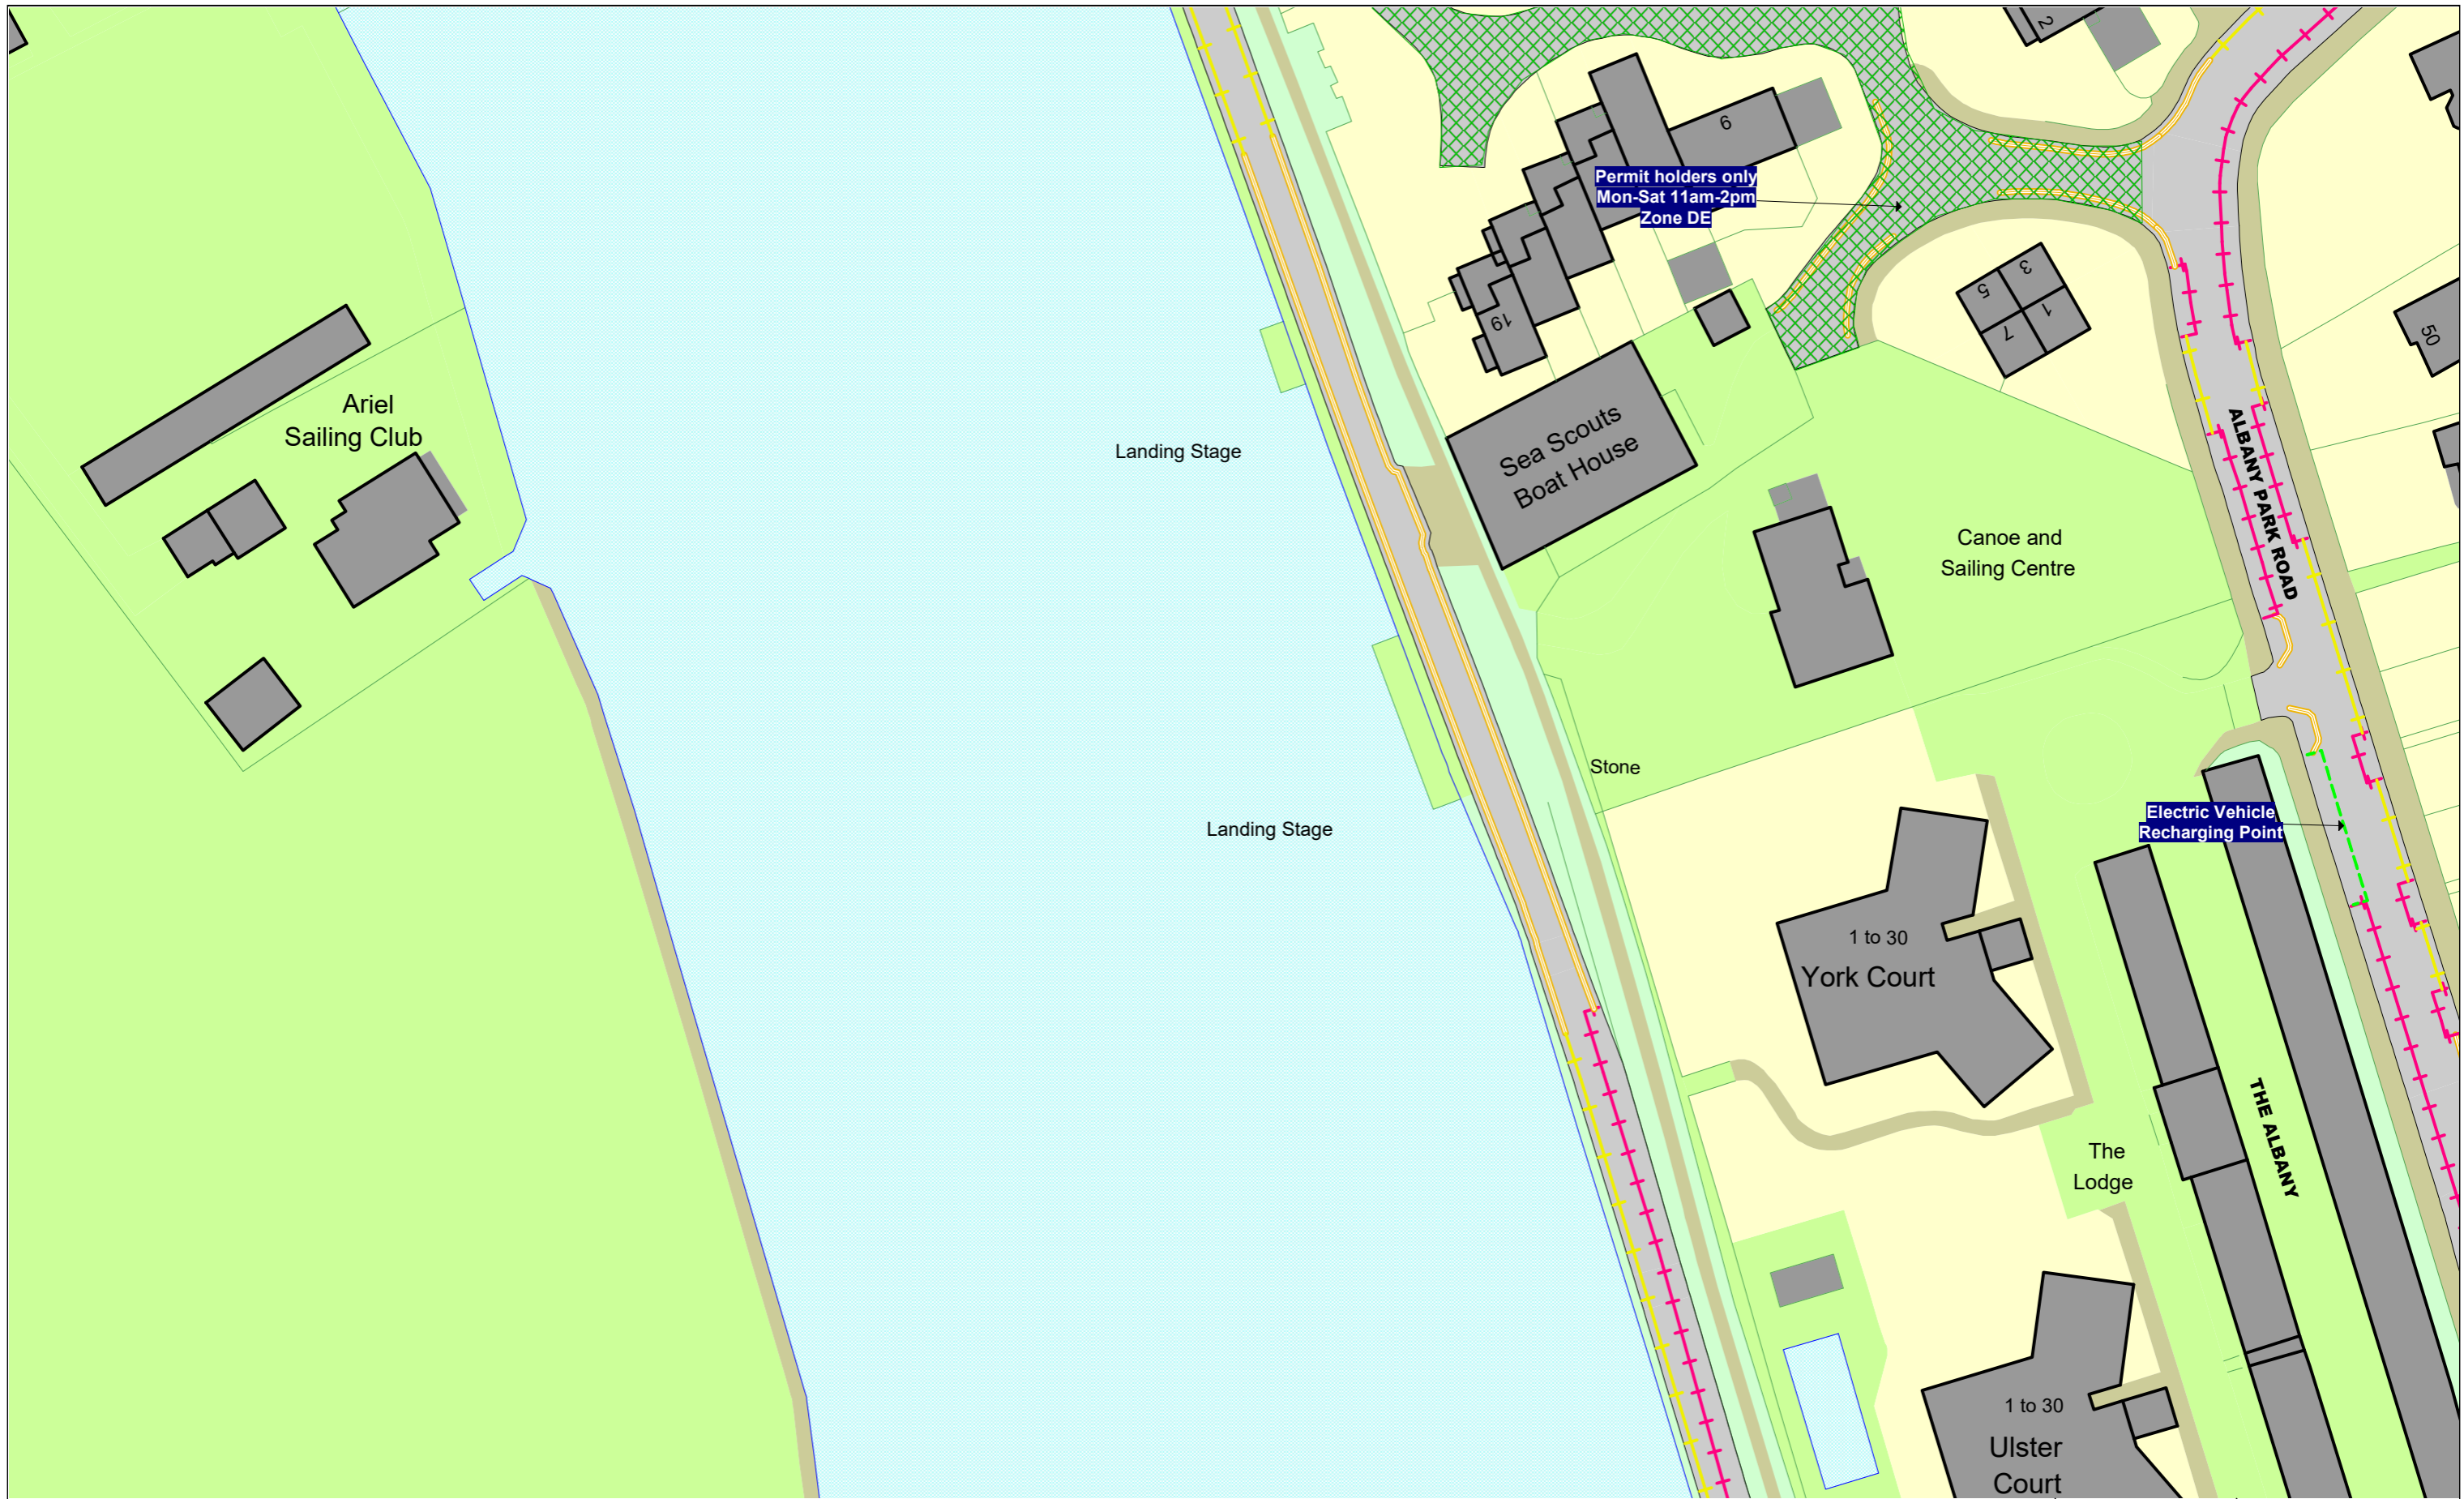 2
9
Permit holders only
Mon-Sat 11am-2pm
Zone DE
3
5
1
7
19
50
Ariel
Sailing Club
Landing Stage
Sea Scouts
Boat House
ALBANY PARK ROAD
Canoe and
Sailing Centre
Stone
Landing Stage
Electric Vehicle
Recharging Point
1 to 30
York Court
THE ALBANY
The
Lodge
1 to 30
Ulster
Court